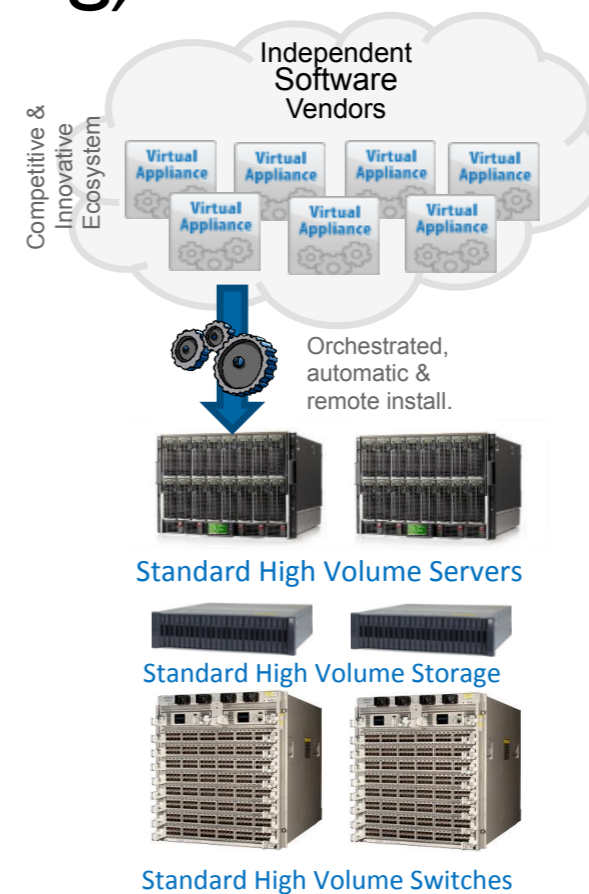 g)
Independent
Software
Vendors
Competitive &
Innovative
Ecosystem
Virtual
Appliance
Virtual
Appliance
Virtual
Appliance
Virtual
Appliance
Virtual
Appliance
Virtual
Appliance
Virtual
Appliance
Orchestrated,
automatic &
remote install.
Standard High Volume Servers
Standard High Volume Storage
Standard High Volume Switches